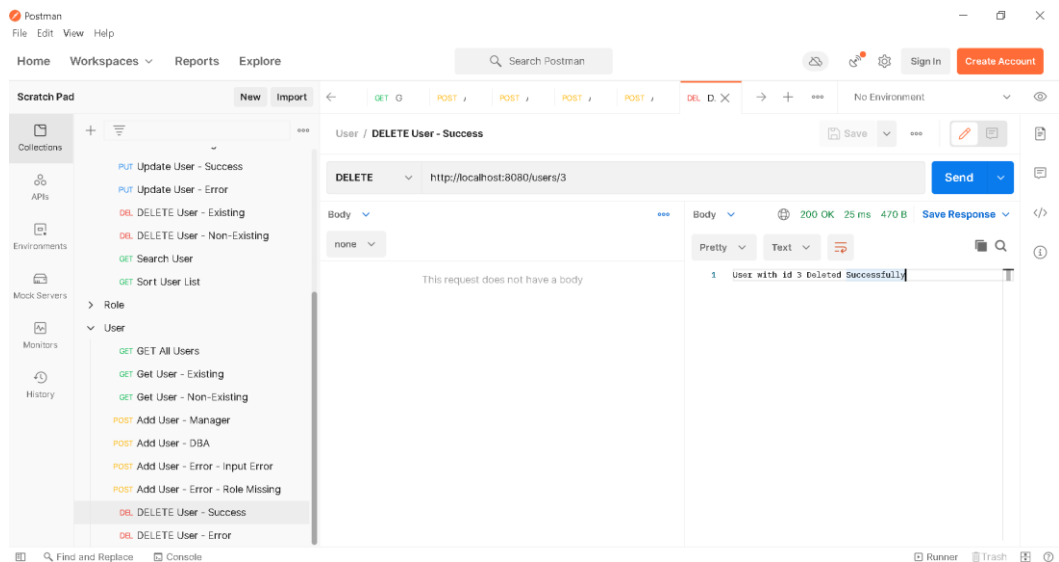 Postman
File Edit View Help
Home Workspaces Reports Explore
Search Postman
Sign In
Create Account
Scratch Pad
New Import
GET G
POST
POST
POST
POST
DEL D.
No Environment
Collections
APIs
Environments
Mock Servers
Monitors
History
PUT Update User - Success
PUT Update User - Error
DEL DELETE User - Existing
DEL DELETE User - Non-Existing
GET Search User
GET Sort User List
Role
User
GET GET All Users
GET Get User - Existing
GET Get User - Non-Existing
POST Add User - Manager
POST Add User - DBA
POST Add User - Error - Input Error
POST Add User - Error - Role Missing
DEL DELETE User - Success
DEL DELETE User - Error
User / DELETE User - Success
Save
DELETE http://localhost:8080/users/3
Send
Body
none
This request does not have a body
Body
200 OK 25 ms 470 B Save Response
Pretty Text
1 User with id 3 Deleted Successfully
Find and Replace Console
Runner Trash